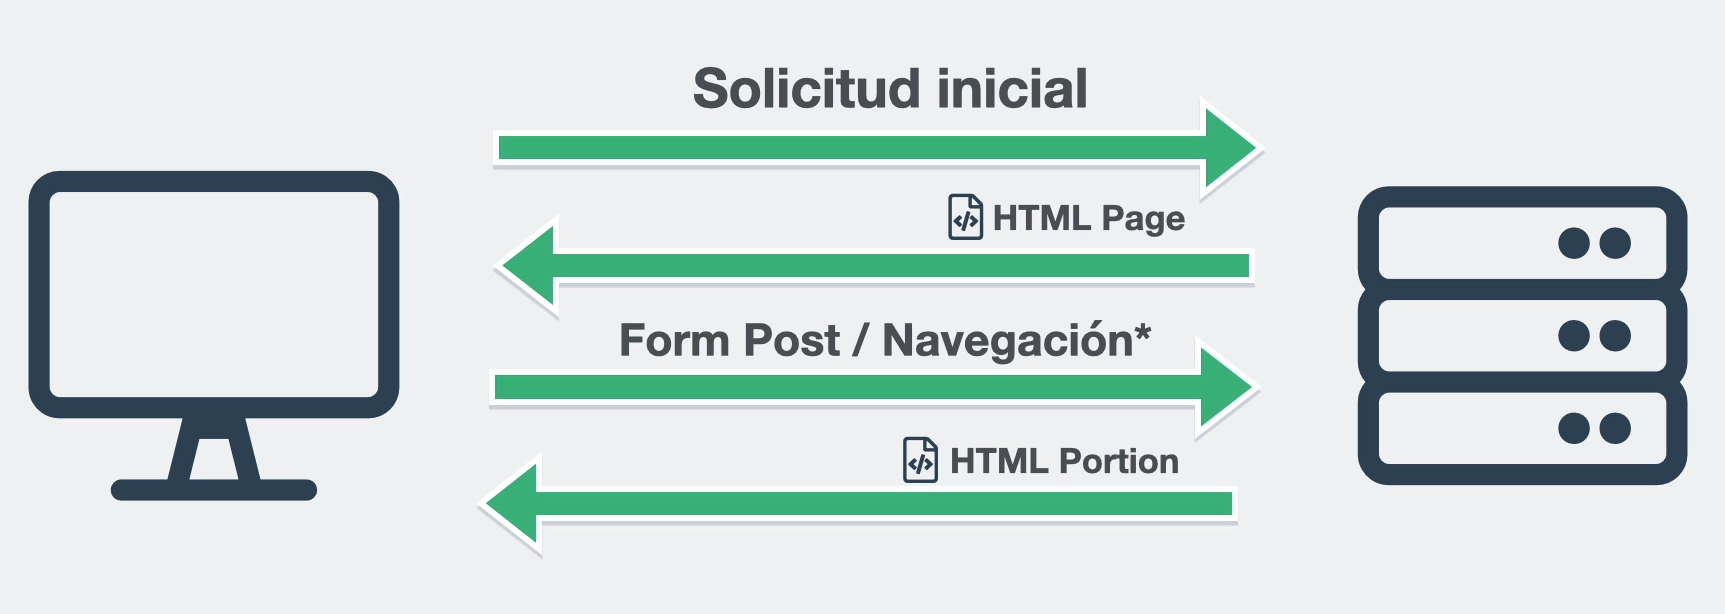 Solicitud inicial
</> HTML Page
Form Post / Navegación*
</> HTML Portion